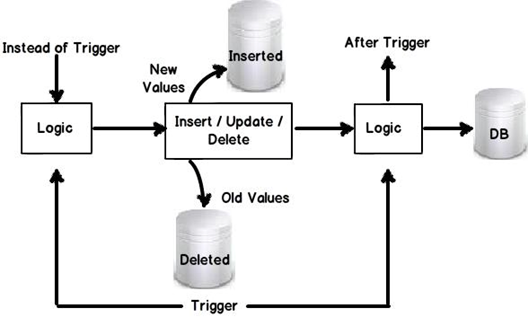 Instead of Trigger
Inserted
After Trigger
New
Values
Logic
Insert / Update /
Delete
Logic
DB
Old Values
Deleted
Trigger